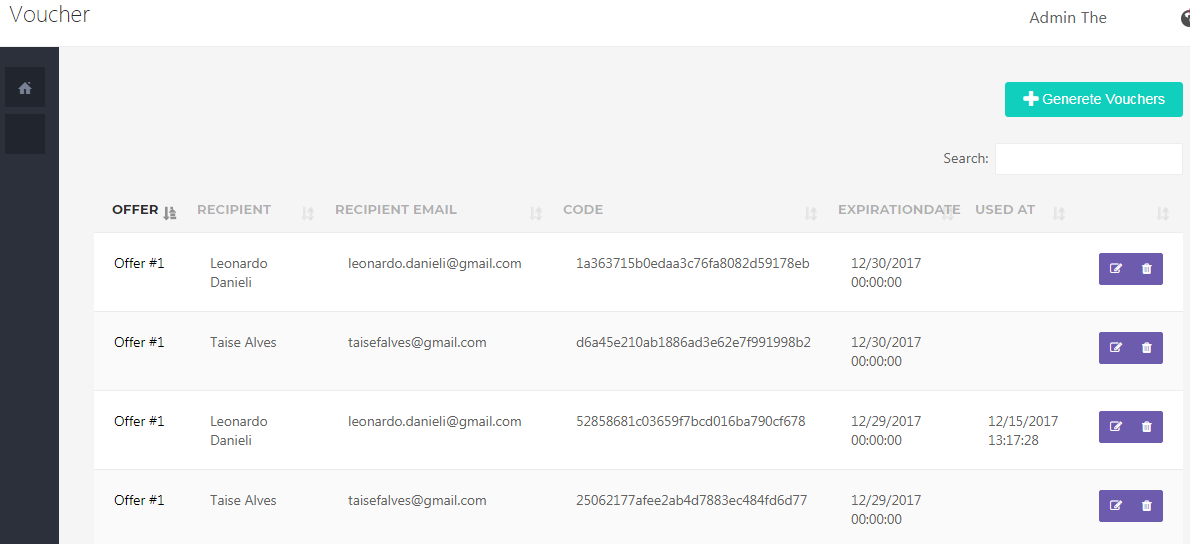 Voucher
Admin The
Generete Vouchers
Search:
OFFER RECIPIENT RECIPIENT EMAIL CODE EXPIRATIONDATE USED AT
Offer #1 Leonardo leonardo.danieli@gmail.com 1a363715b0edaa3c76fa8082d59178eb 12/30/2017
Danieli 00:00:00
Offer #1 Taise Alves taisefalves@gmail.com d6a45e210ab1886ad3e62e7f991998b2 12/30/2017
00:00:00
Offer #1 Leonardo leonardo.danieli@gmail.com 52858681c03659f7bcd016ba790cf678 12/29/2017 12/15/2017
Danieli 00:00:00 13:17:28
Offer #1 Taise Alves taisefalves@gmail.com 25062177afee2ab4d7883ec484fd6d77 12/29/2017
00:00:00